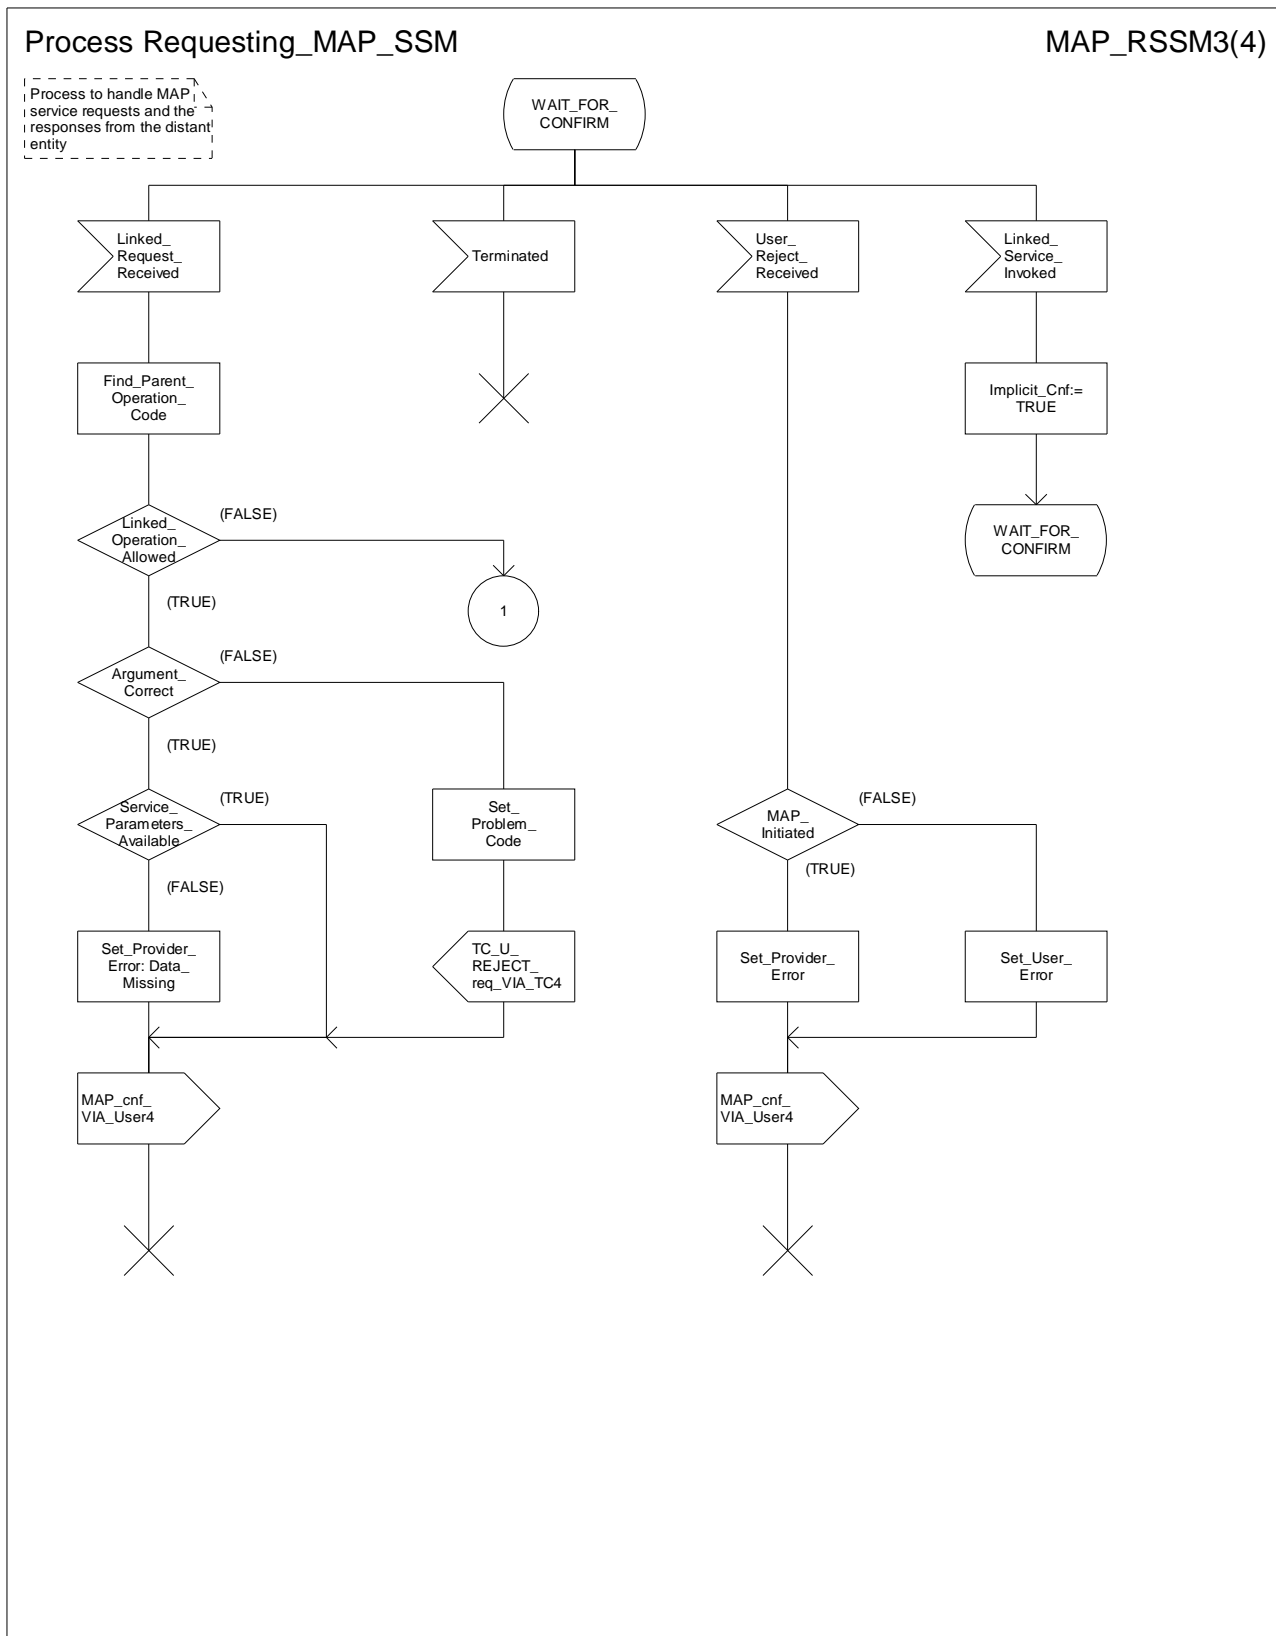 Process Requesting_MAP_SSM
MAP_RSSM3(4)
Process to handle MAP
service requests and the
responses from the distant
entity
WAIT_FOR_
CONFIRM
Linked_
Request_
Received
Terminated
User_
Reject_
Received
Linked_
Service_
Invoked
Find_Parent_
Operation_
Code
Implicit_Cnf:=
TRUE
Linked_
Operation_
Allowed
(FALSE)
(TRUE)
1
WAIT_FOR_
CONFIRM
Argument_
Correct
(FALSE)
(TRUE)
Service_
Parameters_
Available
(TRUE)
(FALSE)
Set_
Problem_
Code
MAP_
Initiated
(FALSE)
(TRUE)
Set_Provider_
Error: Data_
Missing
TC_U_
REJECT_
req_VIA_TC4
Set_Provider_
Error
Set_User_
Error
MAP_cnf_
VIA_User4
MAP_cnf_
VIA_User4